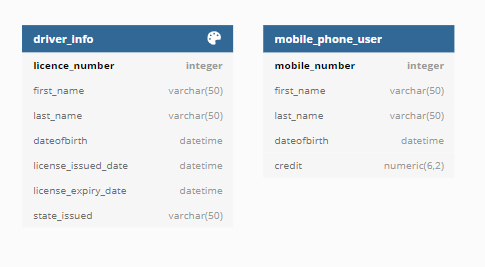 driver_info
licence_number integer
first_name varchar(50)
last_name varchar(50)
dateofbirth datetime
license_issued_date datetime
license_expiry_date datetime
state_issued varchar(50)
mobile_phone_user
mobile_number integer
first_name varchar(50)
last_name varchar(50)
dateofbirth datetime
credit numeric(6,2)